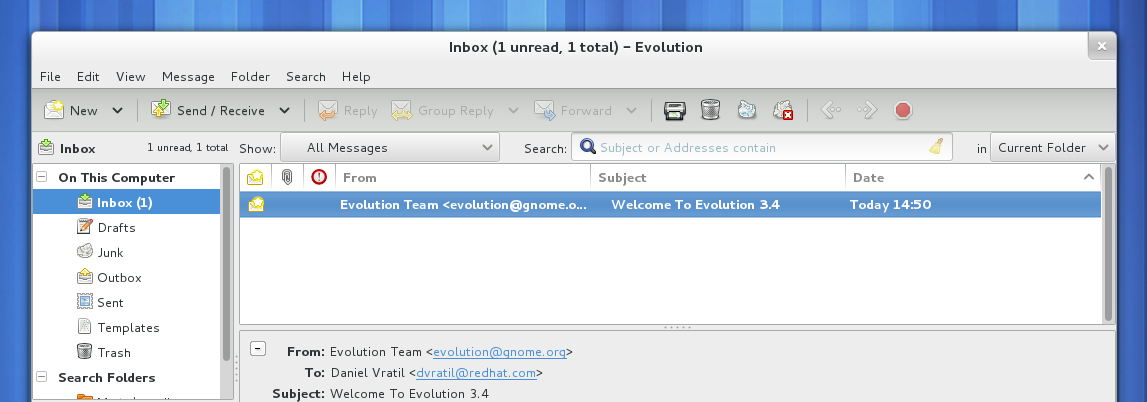 Inbox (1 unread, 1 total) – Evolution
File Edit View Message Folder Search Help
New Send / Receive Reply Group Reply Forward
Inbox 1 unread, 1 total Show: All Messages Search: Subject or Addresses contain in Current Folder
On This Computer
From Subject Date
Inbox (1)
Evolution Team <evolution@gnome.o... Welcome To Evolution 3.4 Today 14:50
Drafts
Junk
Outbox
Sent
Templates
Trash
Search Folders
From: Evolution Team <evolution@gnome.org>
To: Daniel Vratil <dvratil@redhat.com>
Subject: Welcome To Evolution 3.4